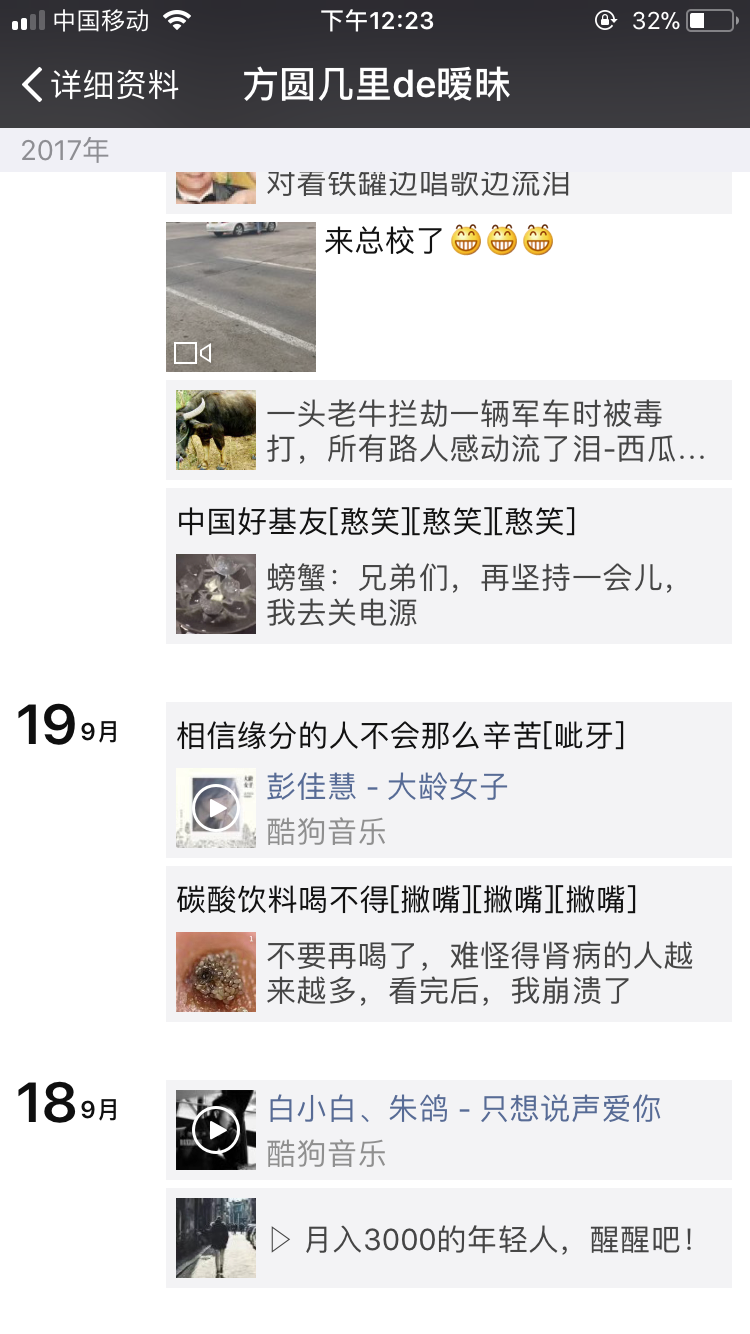 中国移动
下午12:23
32%
详细资料
方圆几里de暧昧
2017年
对着铁罐边唱歌边流泪
来总校了😁😁😁
一头老牛拦劫一辆军车时被毒
打，所有路人感动流了泪-西瓜...
中国好基友[憨笑][憨笑][憨笑]
螃蟹：兄弟们，再坚持一会儿，
我去关电源
19 9月
相信缘分的人不会那么辛苦[呲牙]
彭佳慧 - 大龄女子
酷狗音乐
碳酸饮料喝不得[撇嘴][撇嘴][撇嘴]
不要再喝了，难怪得肾病的人越
来越多，看完后，我崩溃了
18 9月
白小白、朱鸽 - 只想说声爱你
酷狗音乐
▷ 月入3000的年轻人，醒醒吧！